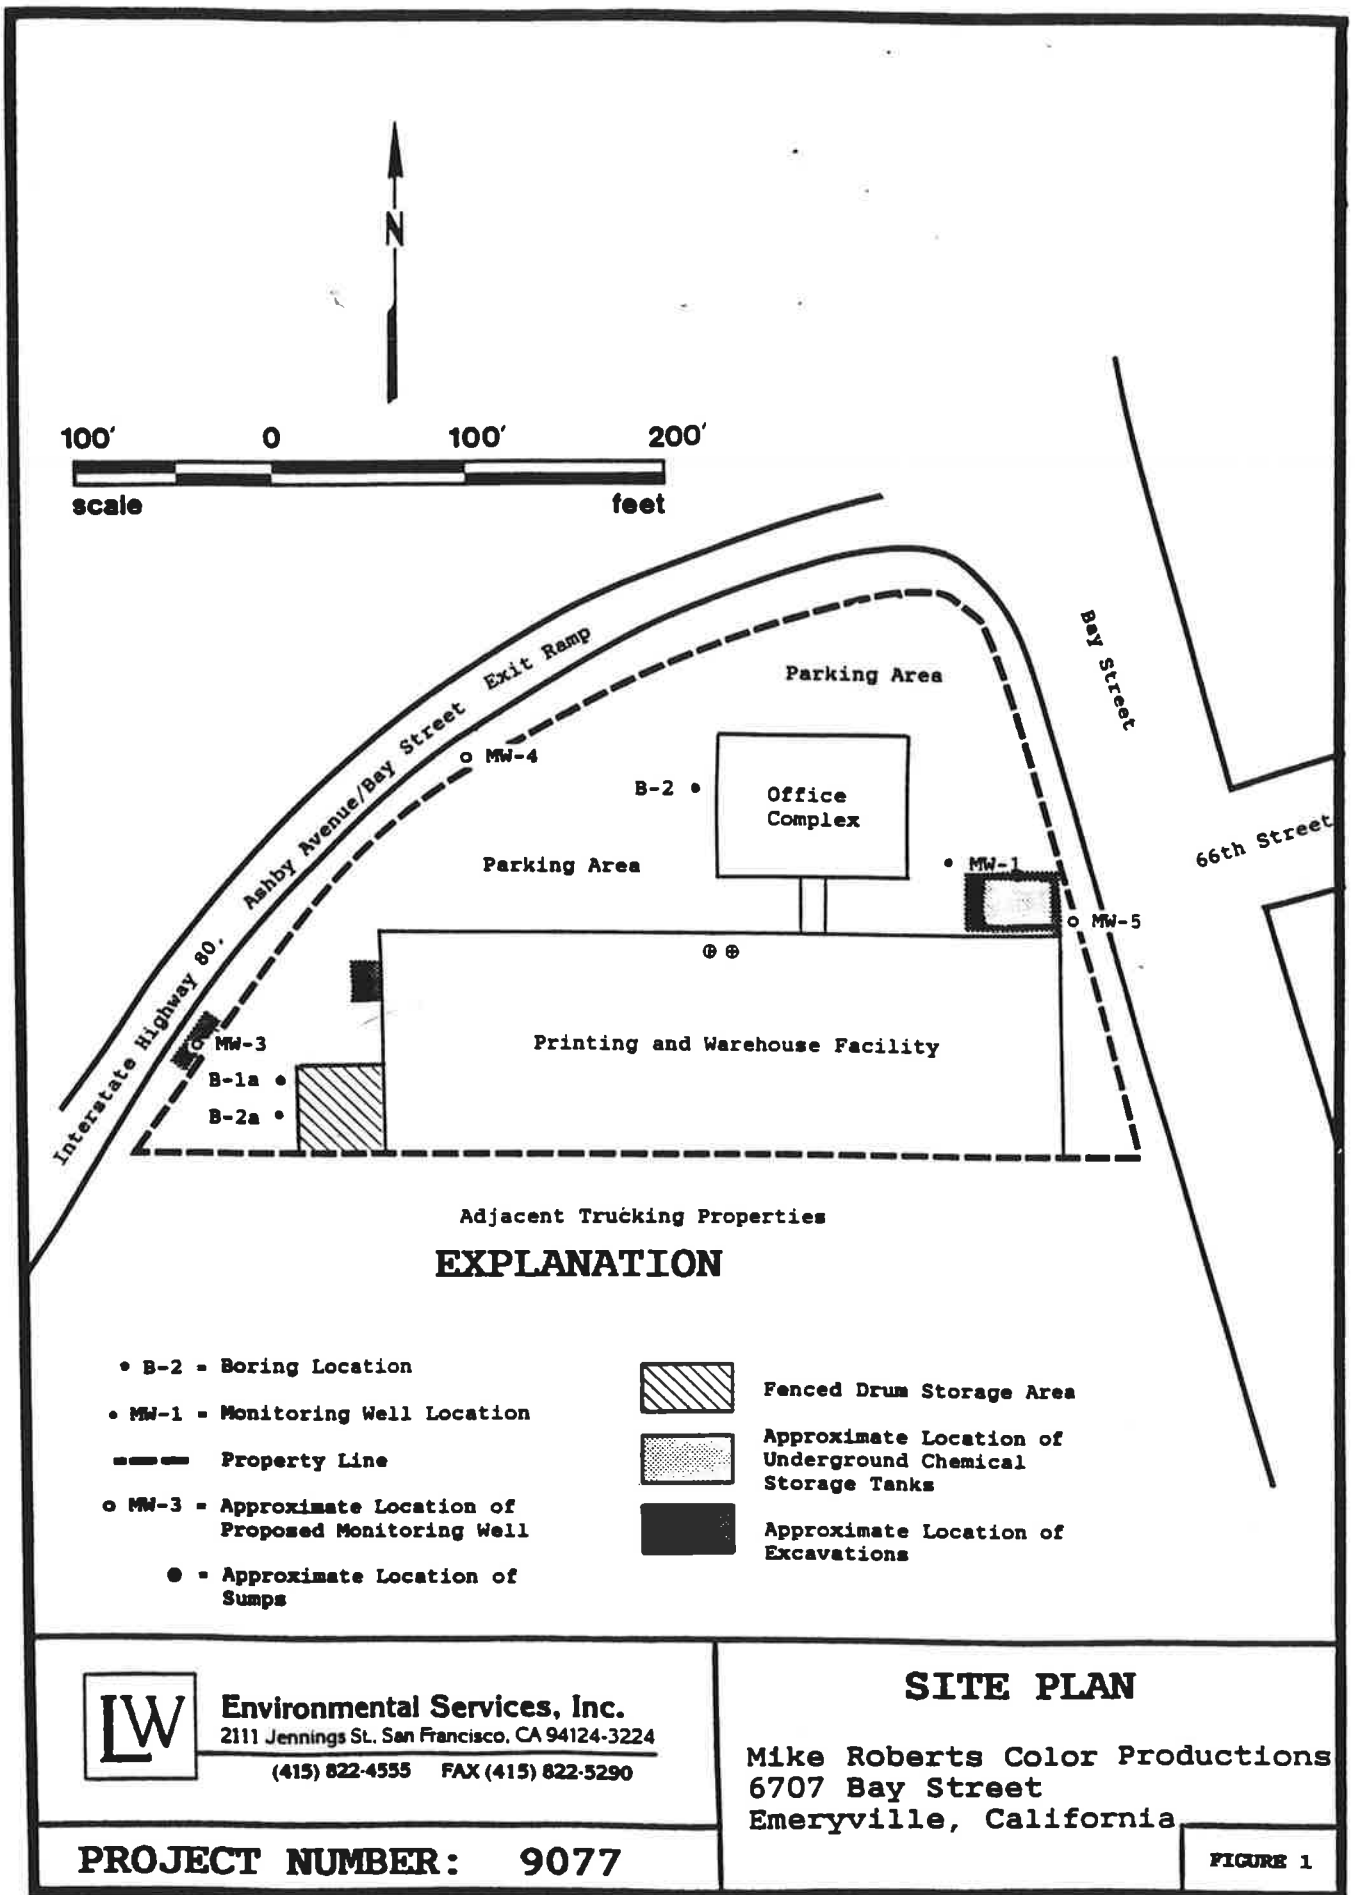 N
100' 0 100' 200'
scale feet
Interstate Highway 80, Ashby Avenue/Bay Street Exit Ramp
Bay Street
Parking Area
MW-4
B-2
Office
Complex
66th Street
Parking Area
MW-1
MW-5
MW-3
Printing and Warehouse Facility
B-1a
B-2a
Adjacent Trucking Properties
EXPLANATION
B-2 = Boring Location
MW-1 = Monitoring Well Location
Property Line
MW-3 = Approximate Location of
Proposed Monitoring Well
= Approximate Location of
Sumps
Fenced Drum Storage Area
Approximate Location of
Underground Chemical
Storage Tanks
Approximate Location of
Excavations
LW
Environmental Services, Inc.
2111 Jennings St., San Francisco, CA 94124-3224
(415) 822-4555 FAX (415) 822-5290
PROJECT NUMBER: 9077
SITE PLAN
Mike Roberts Color Productions
6707 Bay Street
Emeryville, California
FIGURE 1